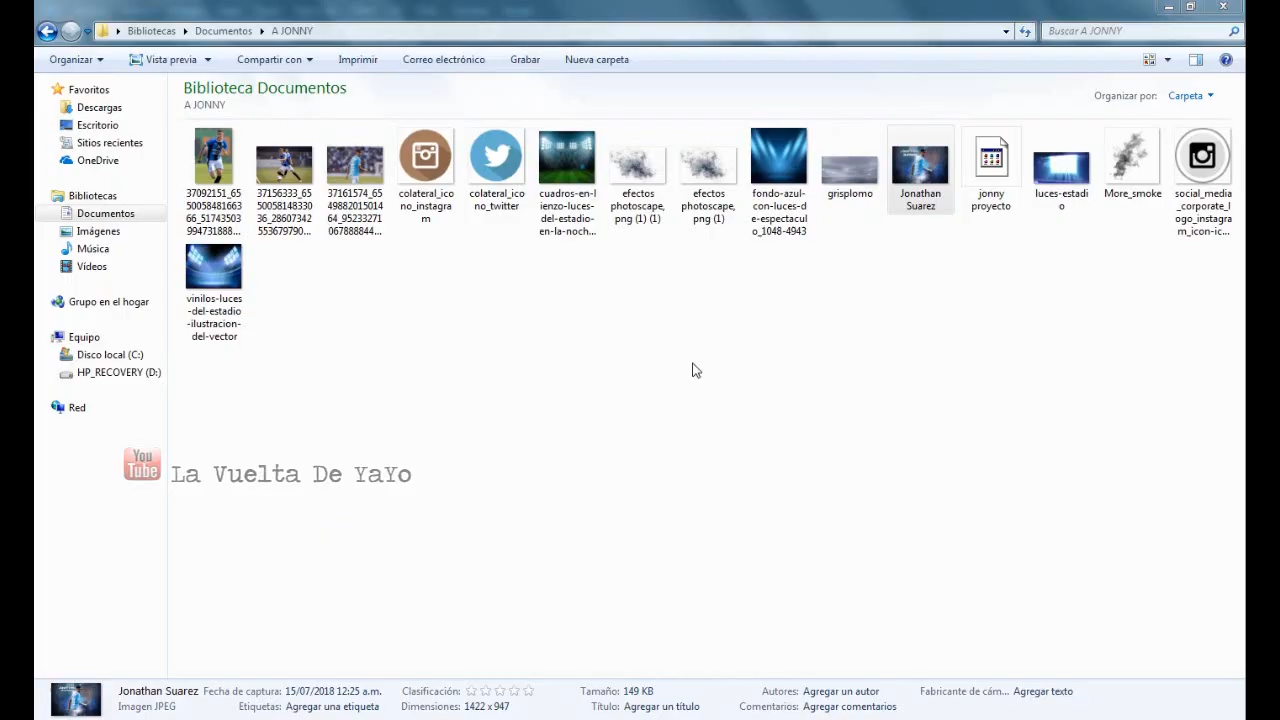 Bibliotecas Documentos A JONNY
Buscar A JONNY
Organizar Vista previa Compartir con Imprimir Correo electrónico Grabar Nueva carpeta
Favoritos
Descargas
Escritorio
Sitios recientes
OneDrive
Bibliotecas
Documentos
Imágenes
Música
Vídeos
Grupo en el hogar
Equipo
Disco local (C:)
HP_RECOVERY (D:)
Red
Biblioteca Documentos
A JONNY
Organizar por: Carpeta
37092151_65
50058481663
66_51743503
994731888...
37156333_65
50058148330
36_28607342
553679790...
37161574_65
49882015014
64_95233271
067888844...
colateral_ico
no_instagra
m
colateral_ico
no_twitter
cuadros-en-l
ienzo-luces-
del-estadio-
en-la-noch...
efectos
photoscape,
png (1) (1)
efectos
photoscape,
png (1)
fondo-azul-
con-luces-d
e-espectacul
o_1048-4943
grisplomo
Jonathan
Suarez
jonny
proyecto
luces-estadi
o
More_smoke
social_media
_corporate_l
ogo_instagra
m_icon-ic...
vinilos-luces
-del-estadio
-ilustracion-
del-vector
You
Tube
La Vuelta De YaYo
Jonathan Suarez Fecha de captura: 15/07/2018 12:25 a.m. Clasificación: Tamaño: 149 KB Autores: Agregar un autor Fabricante de cám... Agregar texto
Imagen JPEG Etiquetas: Agregar una etiqueta Dimensiones: 1422 x 947 Título: Agregar un título Comentarios: Agregar comentarios